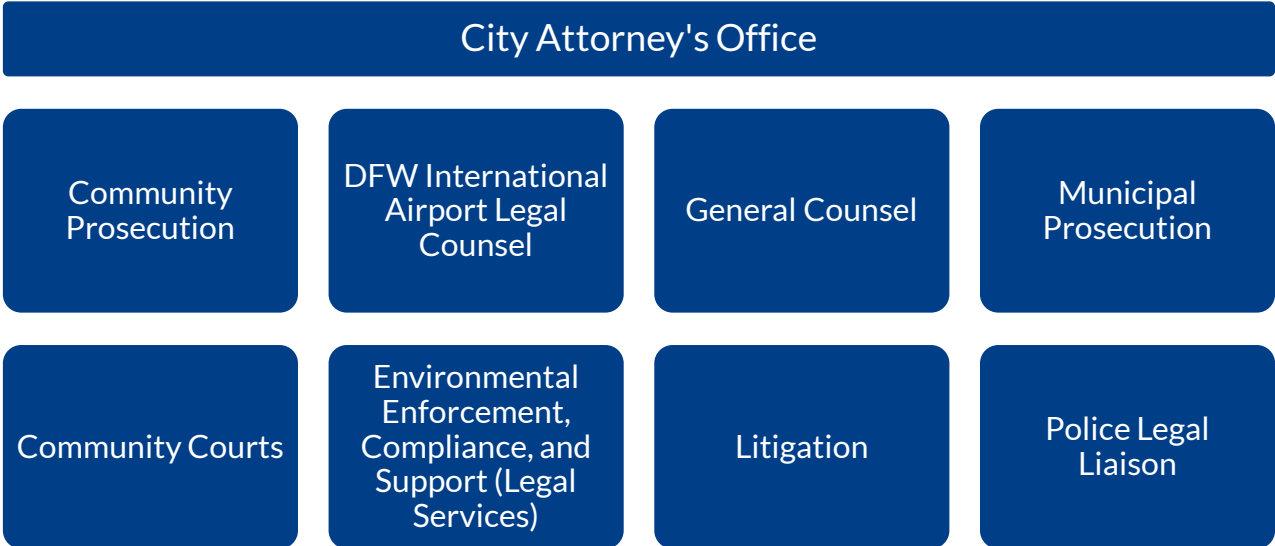 City Attorney's Office
Community
Prosecution
DFW International
Airport Legal
Counsel
General Counsel
Municipal
Prosecution
Community Courts
Environmental
Enforcement,
Compliance, and
Support (Legal
Services)
Litigation
Police Legal
Liaison